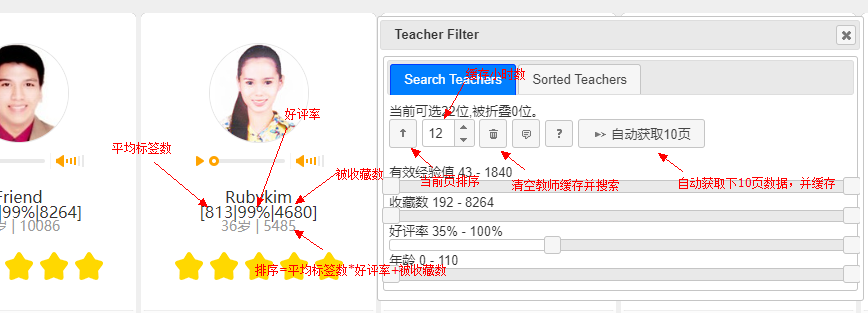 Teacher Filter
Search Teachers
Sorted Teachers
当前可选22位,被折叠0位。
12
?
自动获取10页
有效经验值 43 - 1840
收藏数 192 - 8264
好评率 35% - 100%
年龄 0 - 110
好评率
平均标签数
被收藏数
当前页排序
清空教师缓存并搜索
自动获取下10页数据，并缓存
Friend
|99%|8264]
岁 | 10086
Rubykim
[813|99%|4680]
36岁 | 5485
排序=平均标签数*好评率+被收藏数